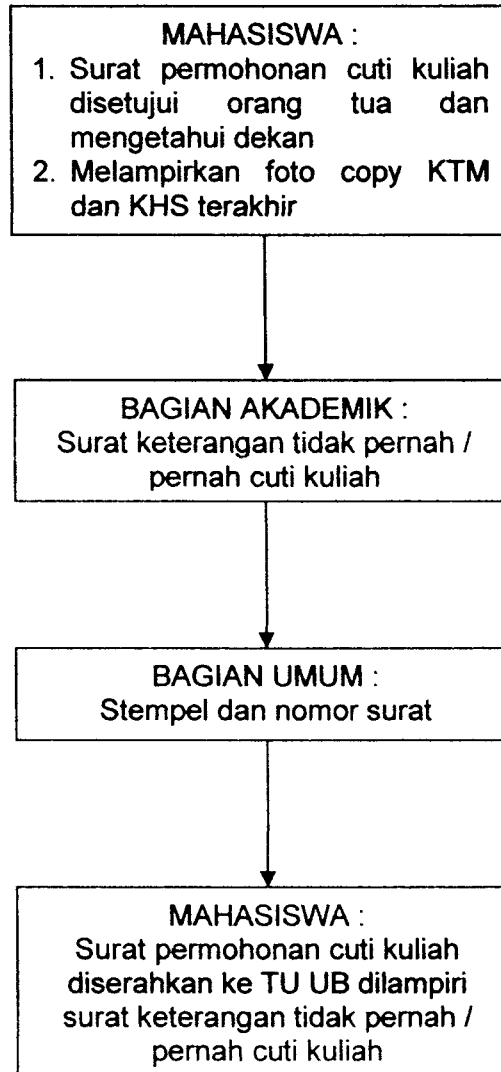 MAHASISWA :
1. Surat permohonan cuti kuliah
disetujui orang tua dan
mengetahui dekan
2. Melampirkan foto copy KTM
dan KHS terakhir
BAGIAN AKADEMIK :
Surat keterangan tidak pernah /
pernah cuti kuliah
BAGIAN UMUM :
Stempel dan nomor surat
MAHASISWA :
Surat permohonan cuti kuliah
diserahkan ke TU UB dilampiri
surat keterangan tidak pernah /
pernah cuti kuliah